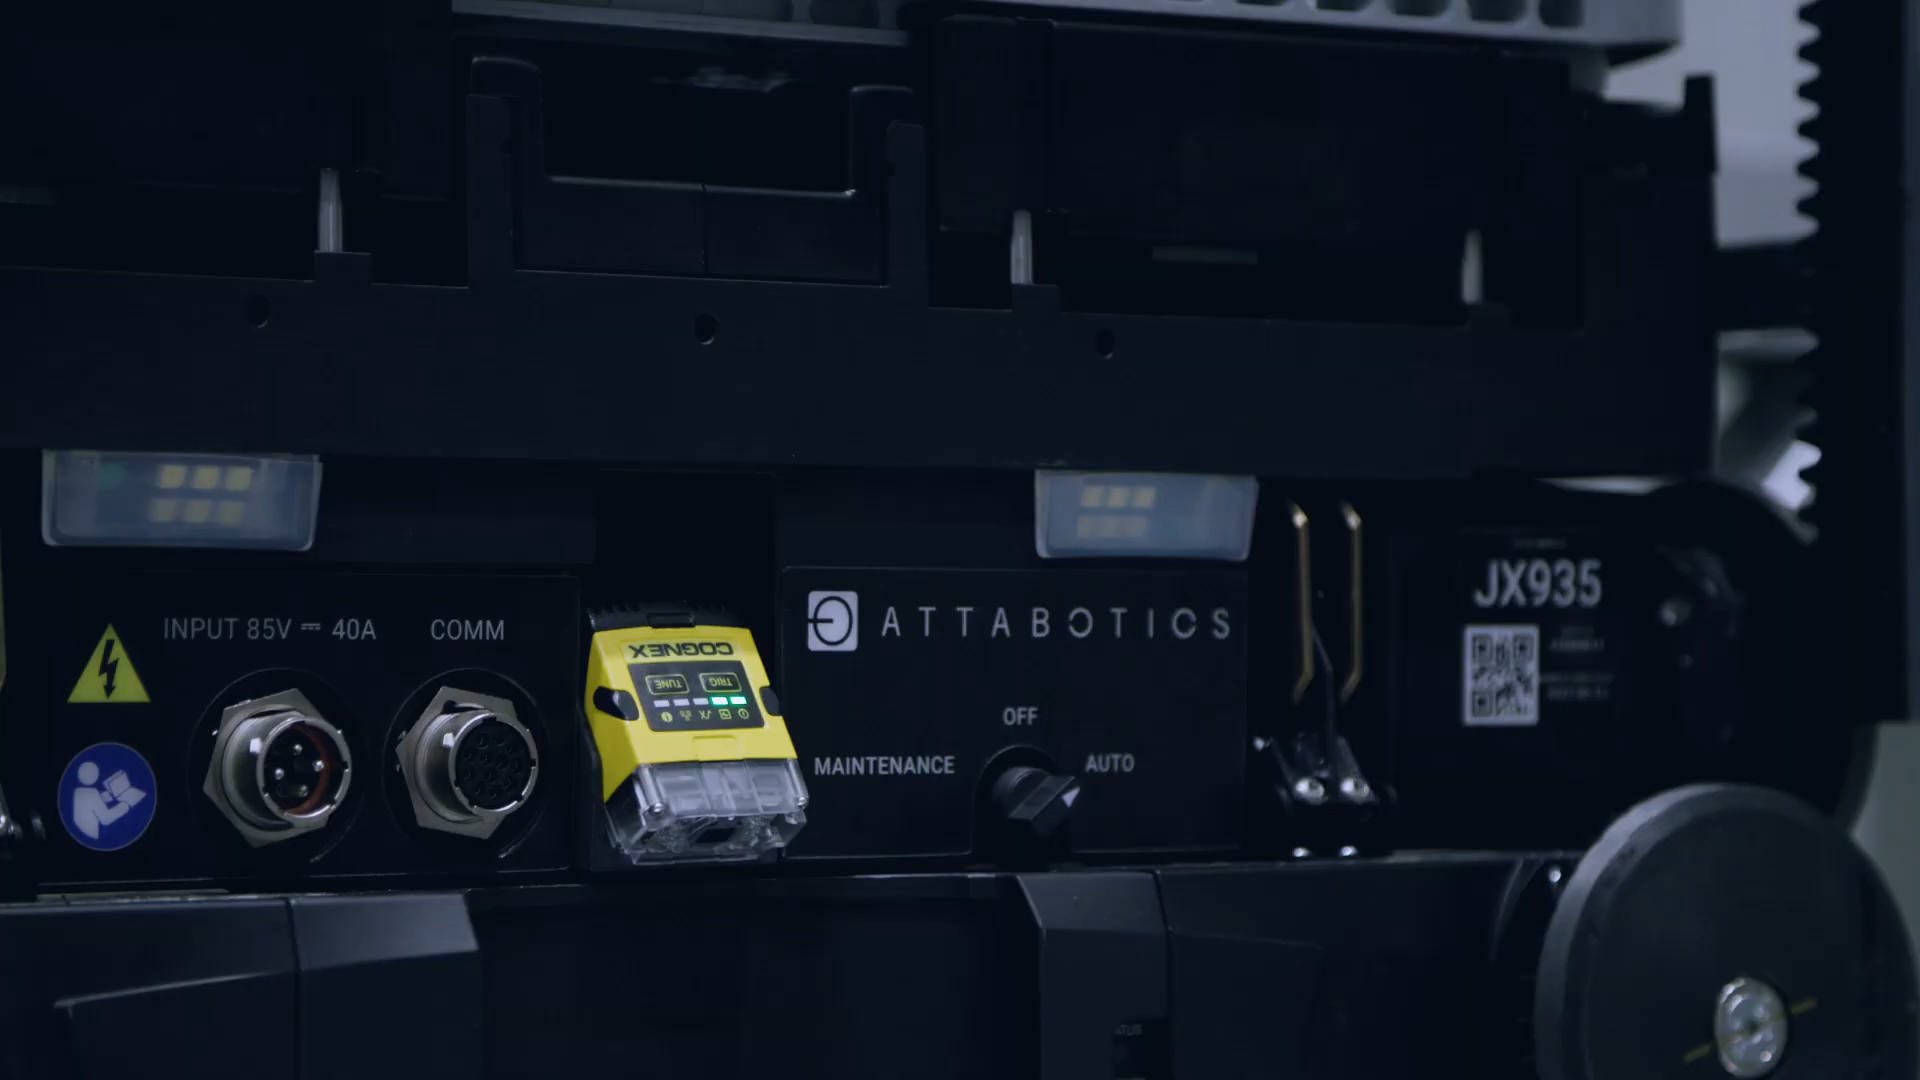 INPUT 85V ⎓ 40A
COMM
COGNEX
TUNE TRIG
ATTABOTICS
OFF
MAINTENANCE
AUTO
JX935